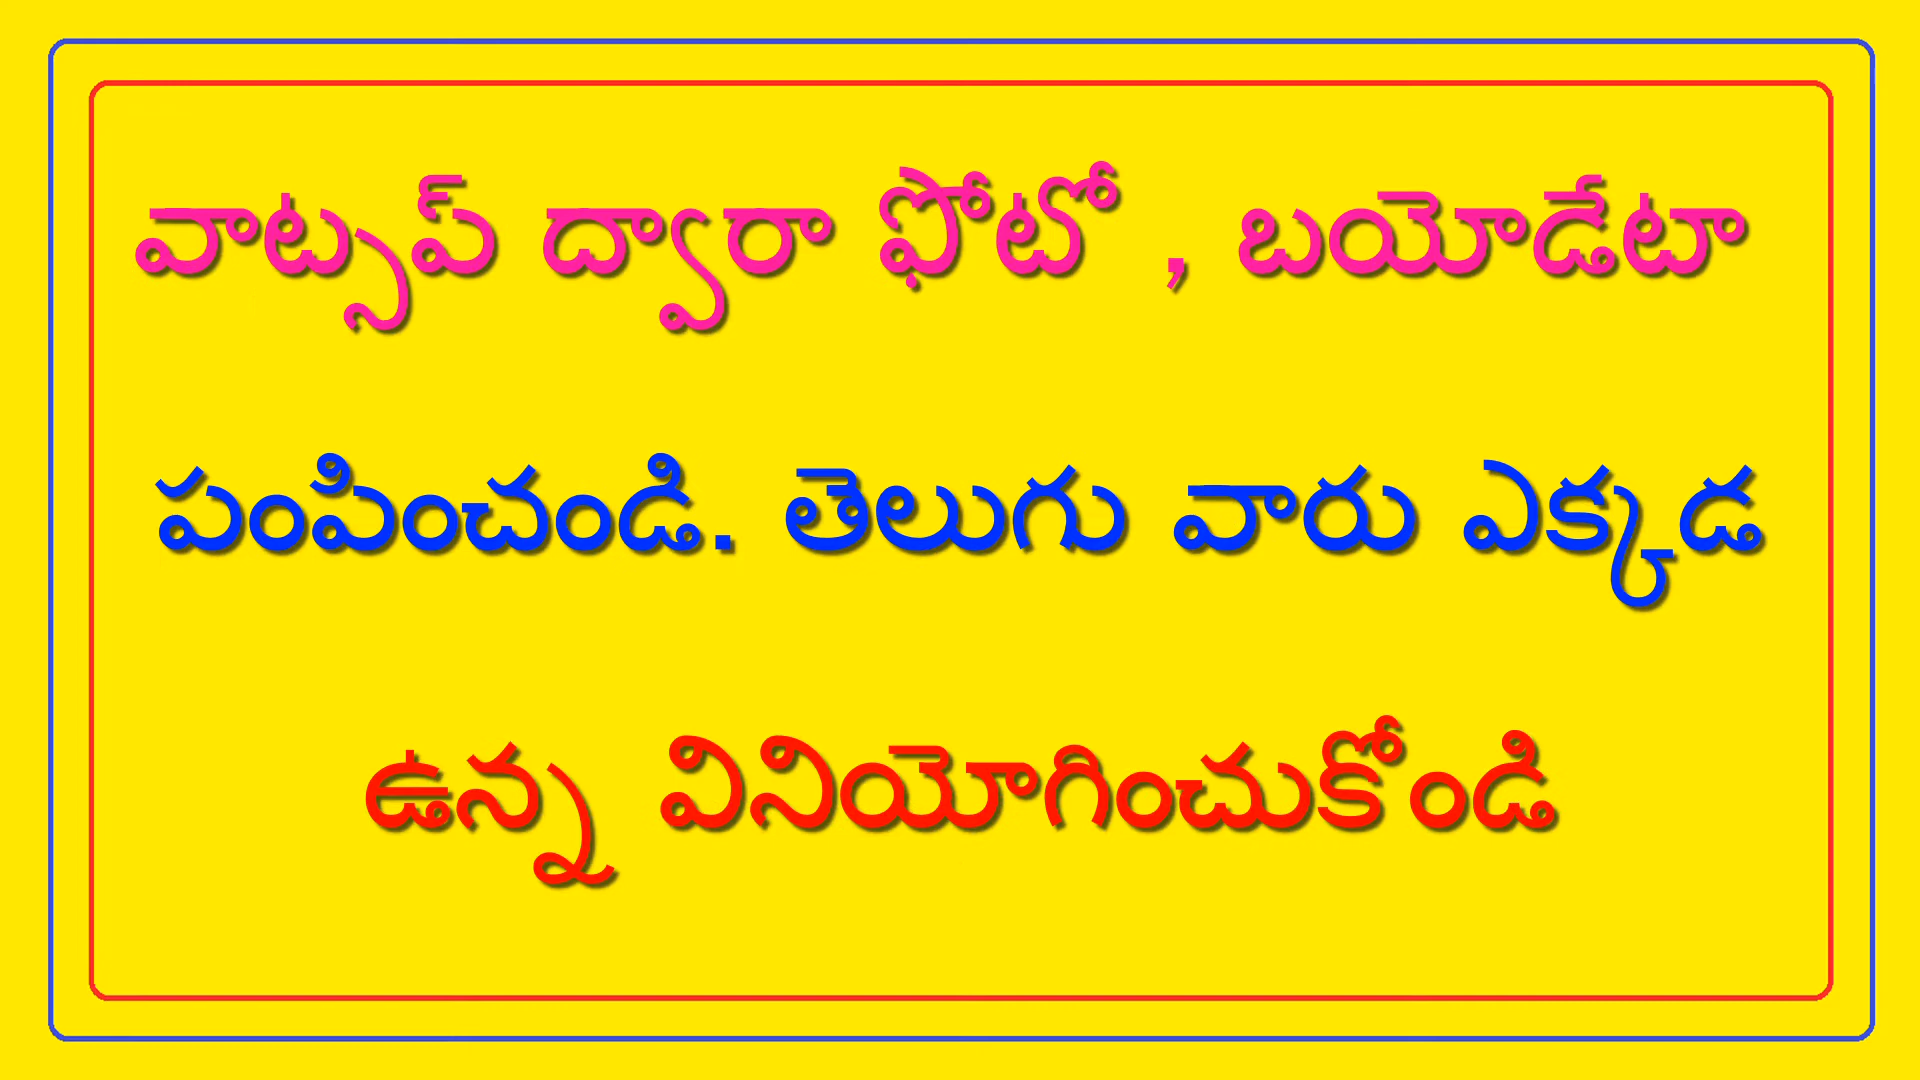 వాట్సప్ ద్వారా ఫోటో , బయోడేటా
పంపించండి. తెలుగు వారు ఎక్కడ
ఉన్న వినియోగించుకోండి